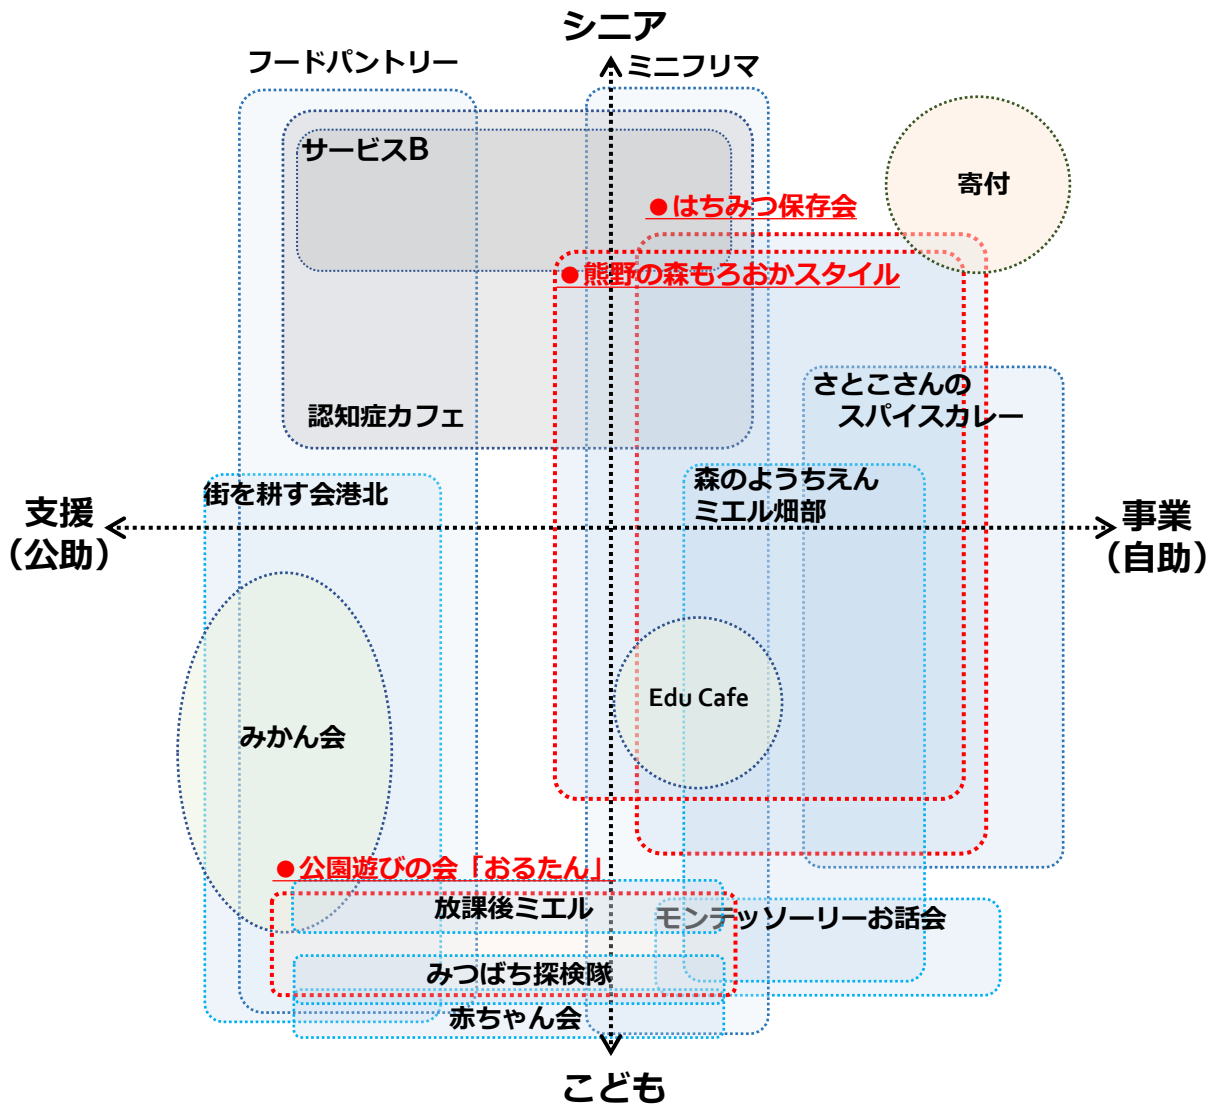 シニア
フードパントリー
ミニフリマ
サービスB
寄付
●はちみつ保存会
●熊野の森もろおかスタイル
さとこさんの
スパイスカレー
認知症カフェ
森のようちえん
ミエル畑部
街を耕す会港北
支援
（公助）
事業
（自助）
Edu Cafe
みかん会
●公園遊びの会「おるたん」
放課後ミエル
モンテッソーリーお話会
みつばち探検隊
赤ちゃん会
こども